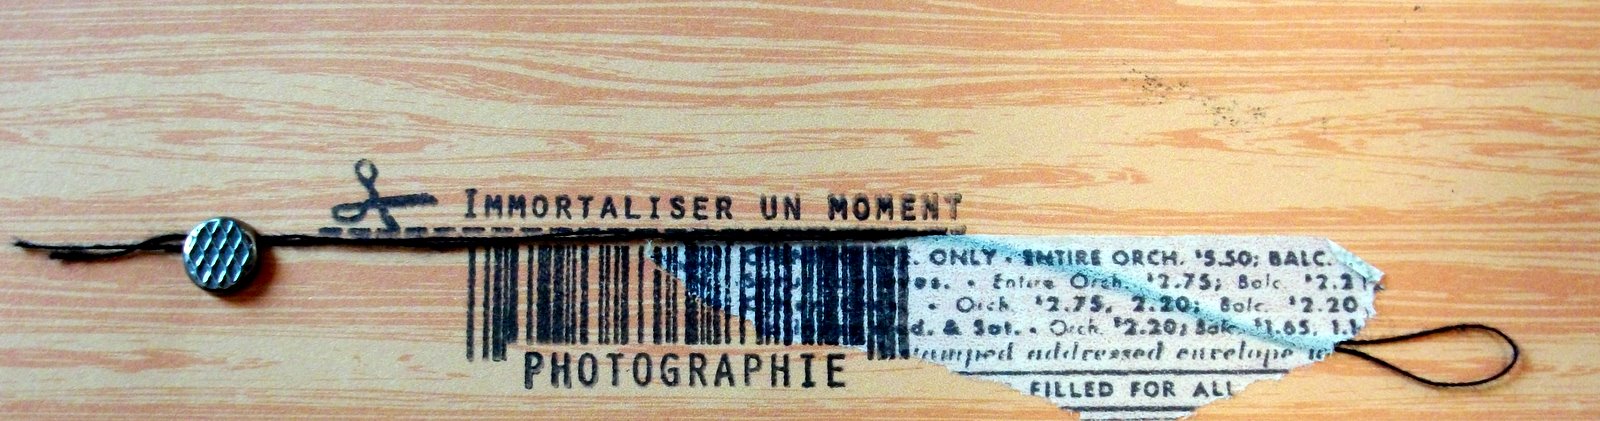 Immortaliser un moment
. ONLY • ENTIRE ORCH. $5.50; BALC.
• Entire Orch. $2.75; Balc. $2.2
• Orch. $2.75, 2.20; Balc. $2.20
d. & Sat. • Orch. $2.20; Balc. $1.65, 1.1
addressed envelope
PHOTOGRAPHIE
FILLED FOR ALL